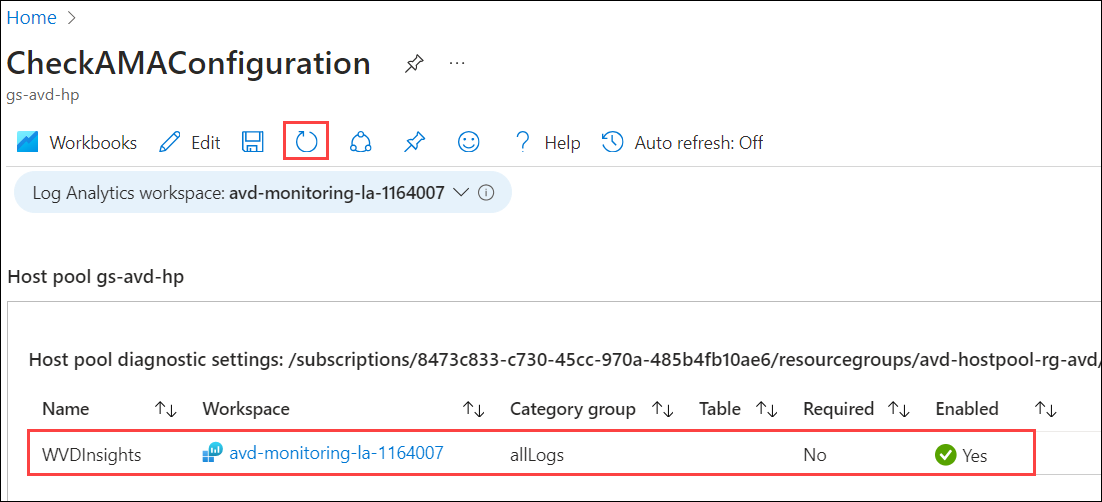 Home >
CheckAMAConfiguration ...
gs-avd-hp
Workbooks Edit Help Auto refresh: Off
Log Analytics workspace: avd-monitoring-la-1164007
Host pool gs-avd-hp
Host pool diagnostic settings: /subscriptions/8473c833-c730-45cc-970a-485b4fb10ae6/resourcegroups/avd-hostpool-rg-avd/
Name Workspace Category group Table Required Enabled
WVDInsights avd-monitoring-la-1164007 allLogs No Yes